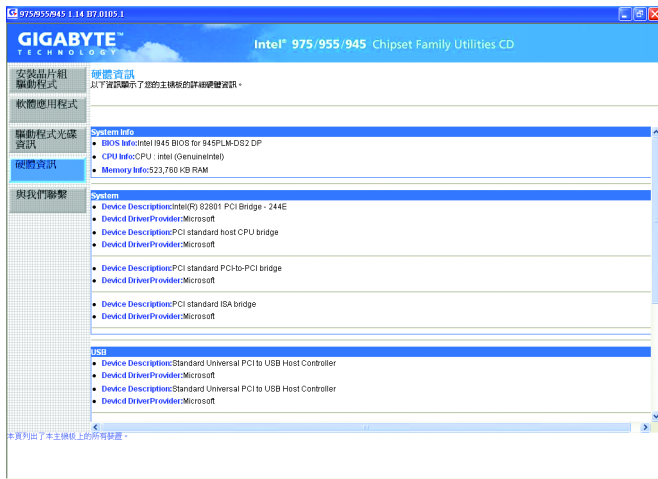 975/955/945 1.14 B7.0105.1
GIGABYTE™
TECHNOLOGY
Intel® 975/955/945 Chipset Family Utilities CD
安裝晶片組
驅動程式
軟體應用程式
驅動程式光碟
資訊
硬體資訊
與我們聯繫
硬體資訊
以下資訊顯示了您的主機板的詳細硬體資訊。
System Info
• BIOS Info:Intel I945 BIOS for 945PLM-DS2 DP
• CPU Info:CPU : intel (GenuineIntel)
• Memory Info:523,760 KB RAM
System
• Device Description:Intel(R) 82801 PCI Bridge - 244E
• Devicd DriverProvider:Microsoft
• Device Description:PCI standard host CPU bridge
• Devicd DriverProvider:Microsoft
• Device Description:PCI standard PCI-to-PCI bridge
• Devicd DriverProvider:Microsoft
• Device Description:PCI standard ISA bridge
• Devicd DriverProvider:Microsoft
USB
• Device Description:Standard Universal PCI to USB Host Controller
• Devicd DriverProvider:Microsoft
• Device Description:Standard Universal PCI to USB Host Controller
• Devicd DriverProvider:Microsoft
本頁列出了本主機板上的所有裝置。